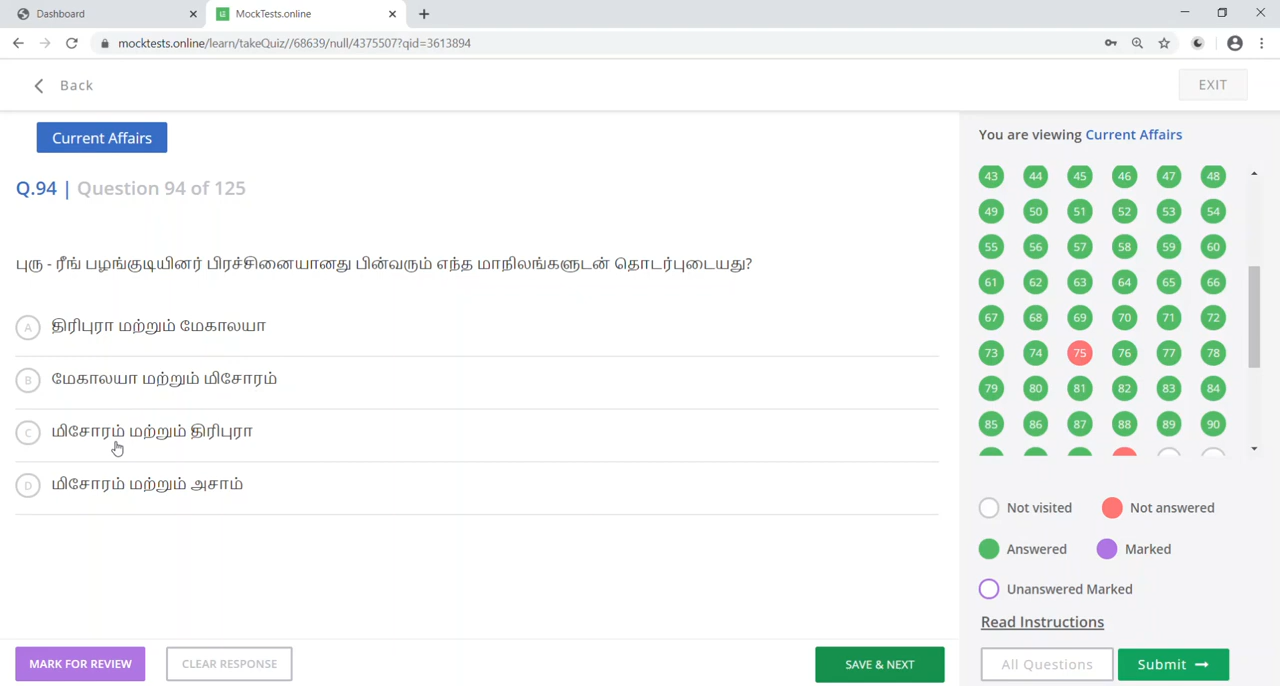 Dashboard
MockTests.online
mocktests.online/learn/takeQuiz//68639/null/4375507?qid=3613894
Back
EXIT
Current Affairs
Q.94 | Question 94 of 125
புரு - ரீங் பழங்குடியினர் பிரச்சினையானது பின்வரும் எந்த மாநிலங்களுடன் தொடர்புடையது?
A திரிபுரா மற்றும் மேகாலயா
B மேகாலயா மற்றும் மிசோரம்
C மிசோரம் மற்றும் திரிபுரா
D மிசோரம் மற்றும் அசாம்
MARK FOR REVIEW
CLEAR RESPONSE
SAVE & NEXT
You are viewing Current Affairs
43 44 45 46 47 48
49 50 51 52 53 54
55 56 57 58 59 60
61 62 63 64 65 66
67 68 69 70 71 72
73 74 75 76 77 78
79 80 81 82 83 84
85 86 87 88 89 90
Not visited
Not answered
Answered
Marked
Unanswered Marked
Read Instructions
All Questions
Submit